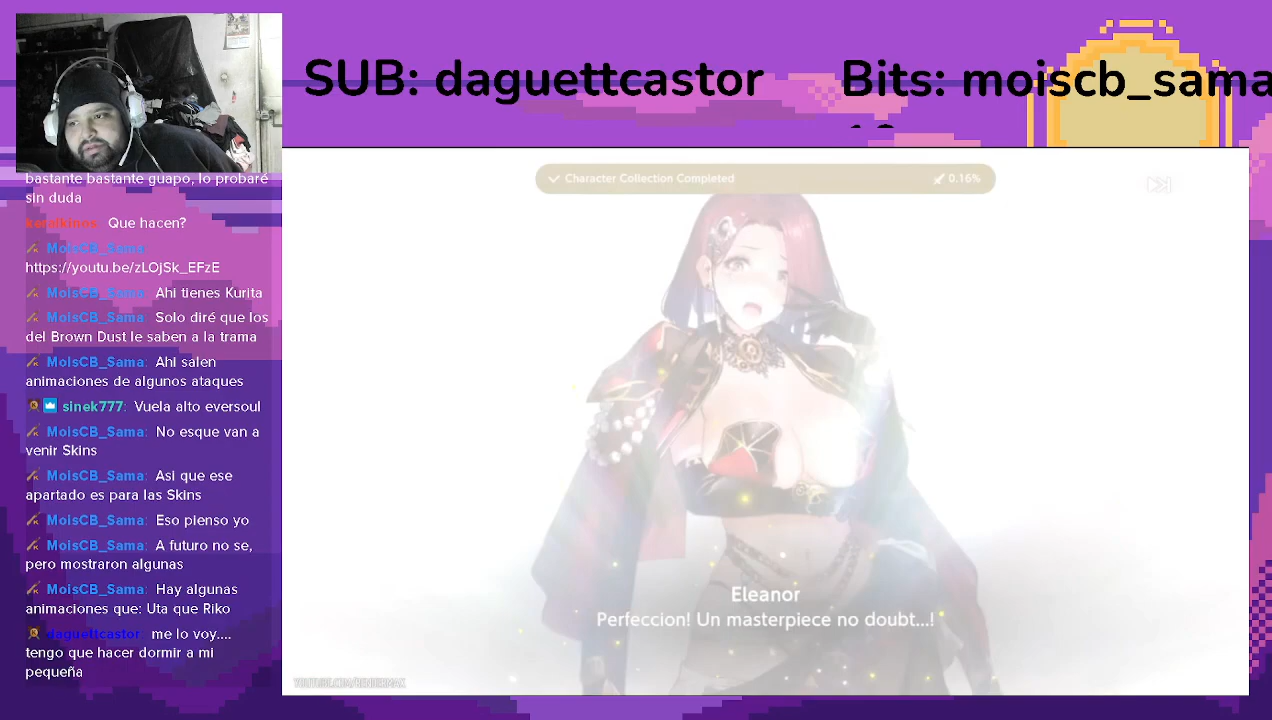 SUB: daguettcastor Bits: moiscb_sama
bastante bastante guapo, lo probaré
sin duda
Que hacen?
MoisCB_Sama:
https://youtu.be/zLOjSk_EFzE
MoisCB_Sama: Ahi tienes Kurita
MoisCB_Sama: Solo diré que los
del Brown Dust le saben a la trama
MoisCB_Sama: Ahi salen
animaciones de algunos ataques
sinek777: Vuela alto eversoul
MoisCB_Sama: No esque van a
venir Skins
MoisCB_Sama: Asi que ese
apartado es para las Skins
MoisCB_Sama: Eso pienso yo
MoisCB_Sama: A futuro no se,
pero mostraron algunas
MoisCB_Sama: Hay algunas
animaciones que: Uta que Riko
daguettcastor: me lo voy....
tengo que hacer dormir a mi
pequeña
Character Collection Completed 0.16%
Eleanor
Perfeccion! Un masterpiece no doubt...!